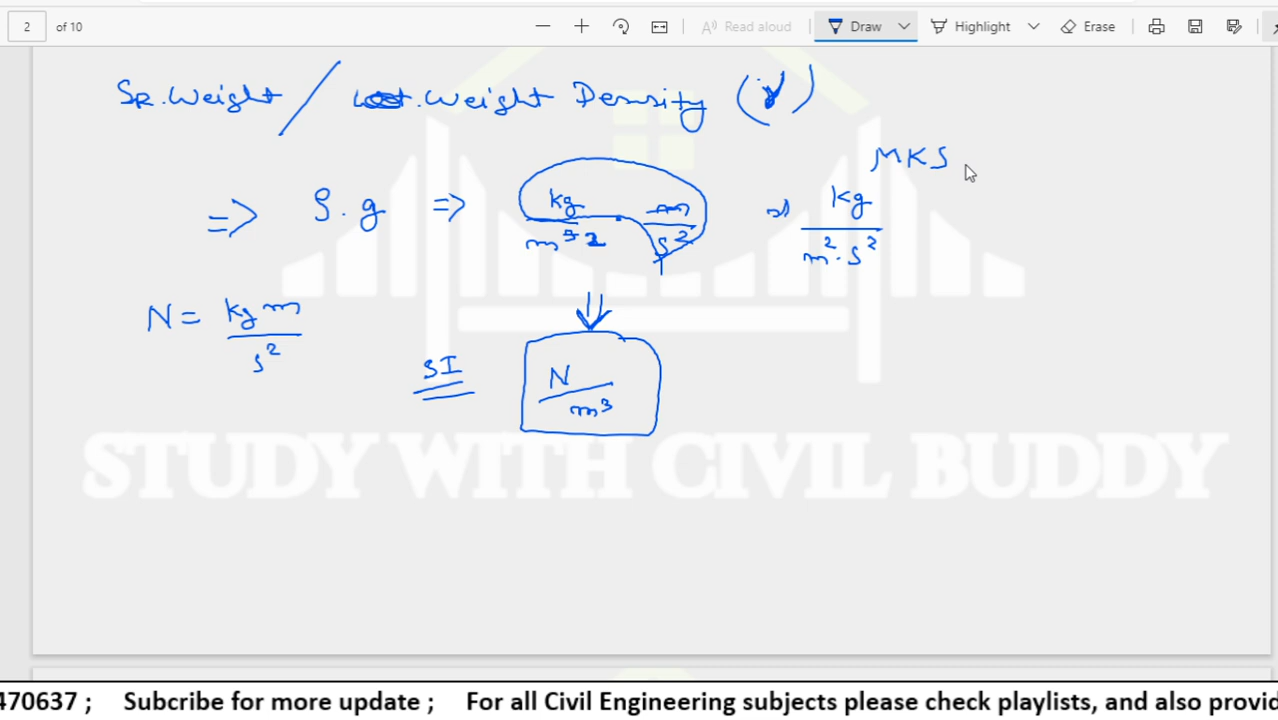 2 of 10 Read aloud Draw Highlight Erase
Sp. Weight / Weight Density (γ)
MKS
=> ρ.g => kg/m³ 2 m/s² => kg/m².s²
N = kg m/s²
SI N/m³
STUDY WITH CIVIL BUDDY
470637 ; Subcribe for more update ; For all Civil Engineering subjects please check playlists, and also provid